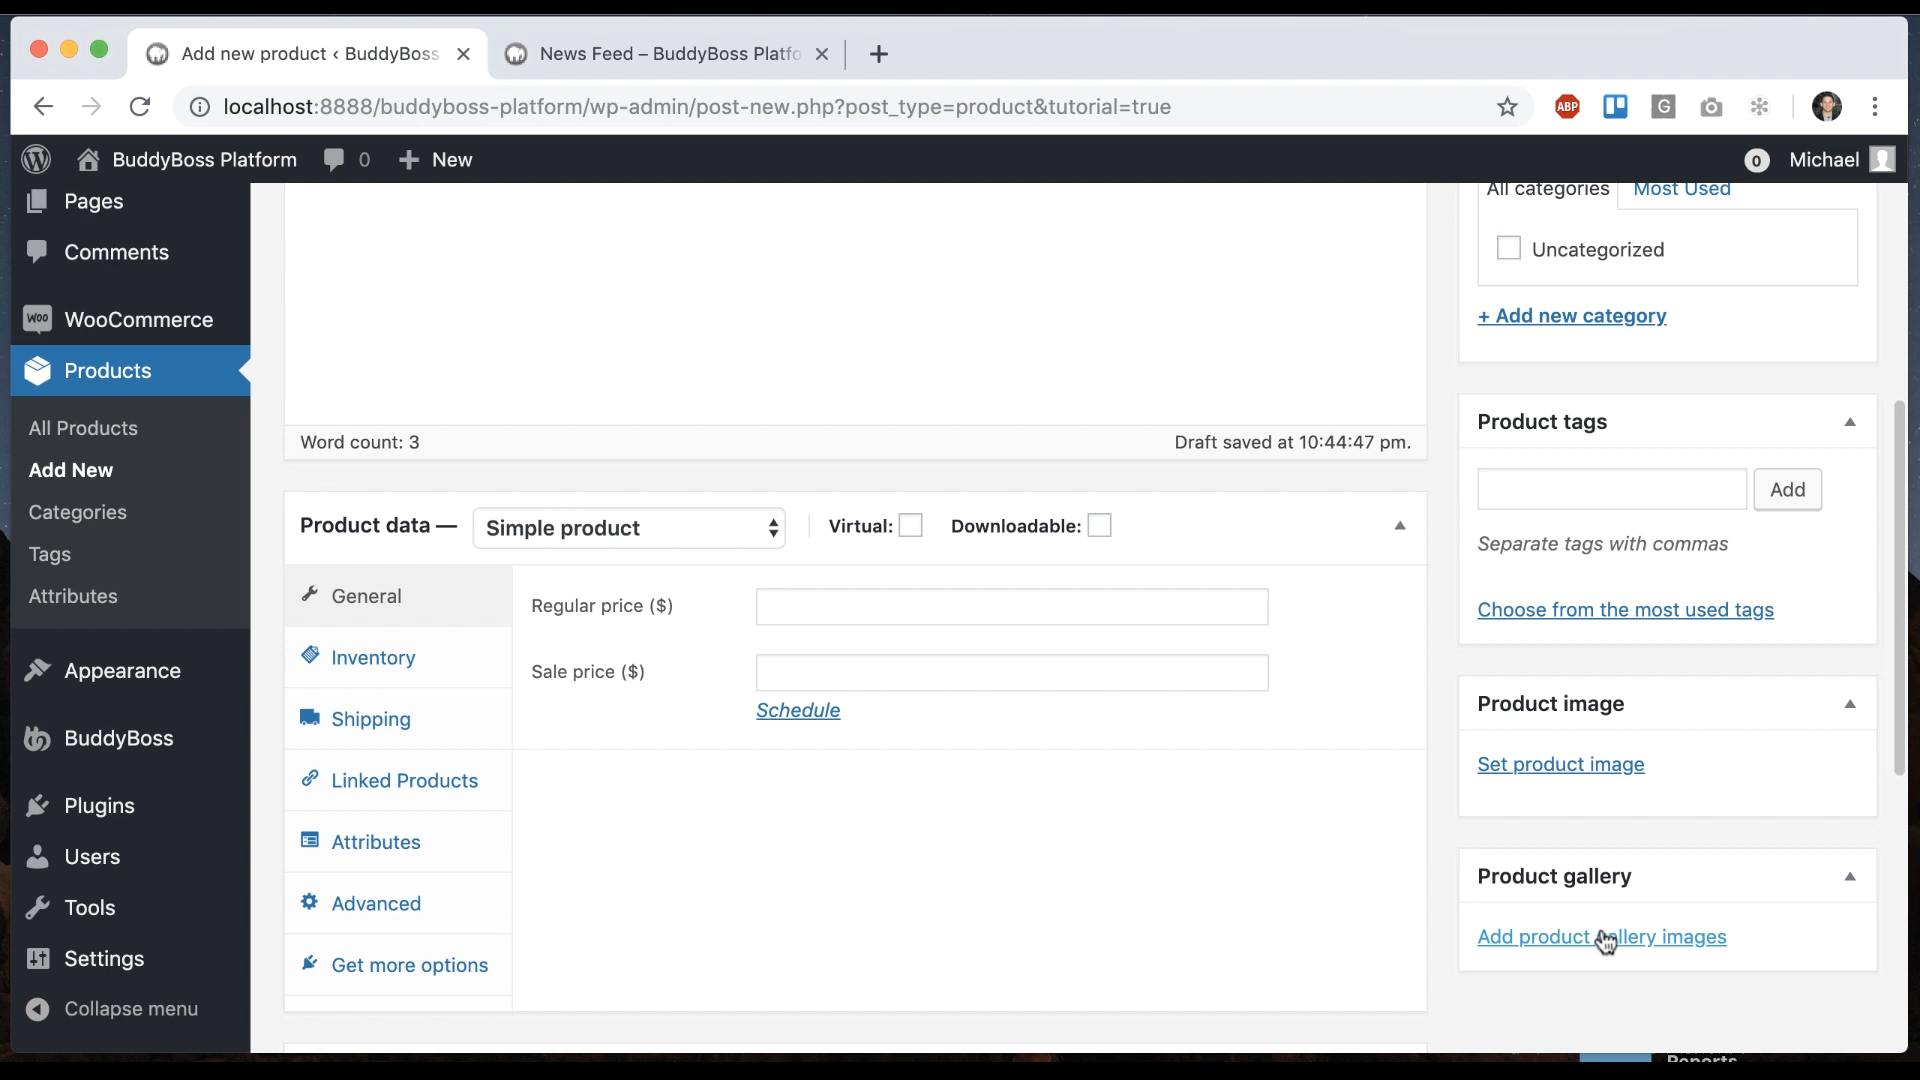 Add new product ‹ BuddyBoss
News Feed – BuddyBoss Platfo
localhost:8888/buddyboss-platform/wp-admin/post-new.php?post_type=product&tutorial=true
ABP
G
BuddyBoss Platform
0
New
0
Michael
Pages
Comments
WOO
WooCommerce
Products
All Products
Add New
Categories
Tags
Attributes
Appearance
BuddyBoss
Plugins
Users
Tools
Settings
Collapse menu
Word count: 3
Draft saved at 10:44:47 pm.
Product data — Simple product
Virtual:
Downloadable:
General
Inventory
Shipping
Linked Products
Attributes
Advanced
Get more options
Regular price ($)
Sale price ($)
Schedule
All categories
Most Used
Uncategorized
+ Add new category
Product tags
Add
Separate tags with commas
Choose from the most used tags
Product image
Set product image
Product gallery
Add product gallery images
Reports